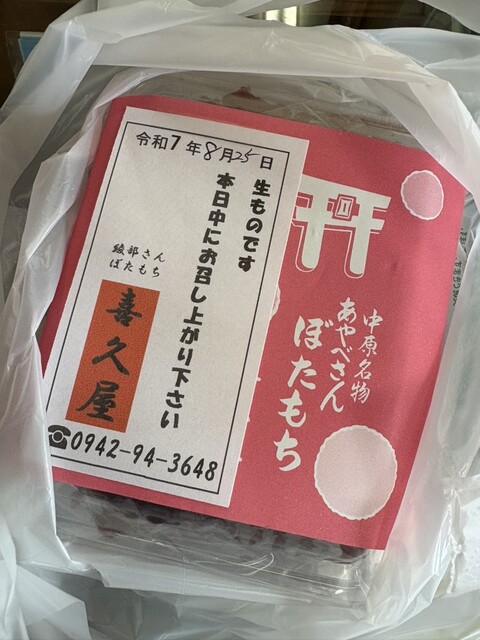 令和7年8月25日
生ものです
本日中にお召し上がり下さい
綾部さん
ぼたもち
喜久屋
☎0942-94-3648
中原名物
あやべさん
ぼたもち